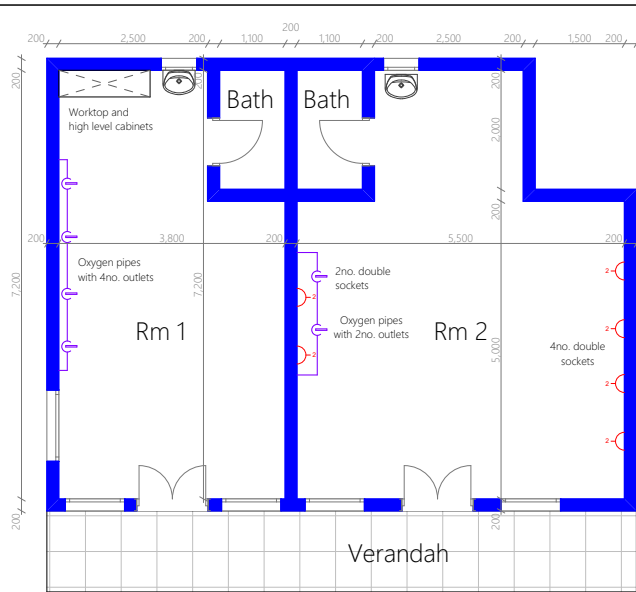 200
200 2,500 200 1,100 1,100 200 2,500 200 1,500 200
200 200 200
Bath Bath
Worktop and
high level cabinets
2,000
200
200 3,800 200 5,500 200
Oxygen pipes
with 4no. outlets
2no. double
sockets
7,200 7,200
2
Oxygen pipes
with 2no. outlets
Rm 1 Rm 2
5,000
4no. double
sockets
2
2
2
2
2
200 200
Verandah